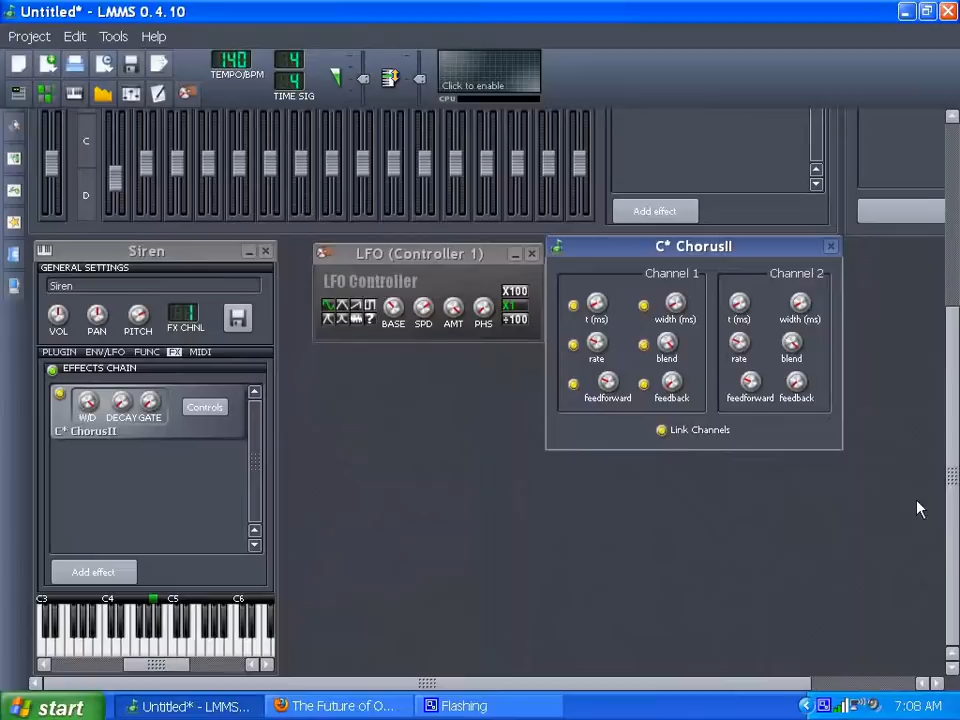 Untitled* - LMMS 0.4.10
Project Edit Tools Help
140
TEMPO/BPM
4
4
TIME SIG
Click to enable
CPU
C
D
Add effect
Siren
GENERAL SETTINGS
Siren
VOL PAN PITCH FX CHNL
1
PLUGIN ENV/LFO FUNC FX MIDI
EFFECTS CHAIN
W/D DECAY GATE
Controls
C* ChorusII
Add effect
C3 C4 C5 C6
LFO (Controller 1)
LFO Controller
BASE SPD AMT PHS
X100
X1
÷100
C* ChorusII
Channel 1
t (ms) width (ms)
rate blend
feedforward feedback
Channel 2
t (ms) width (ms)
rate blend
feedforward feedback
Link Channels
start
Untitled* - LMMS...
The Future of O...
Flashing
7:08 AM